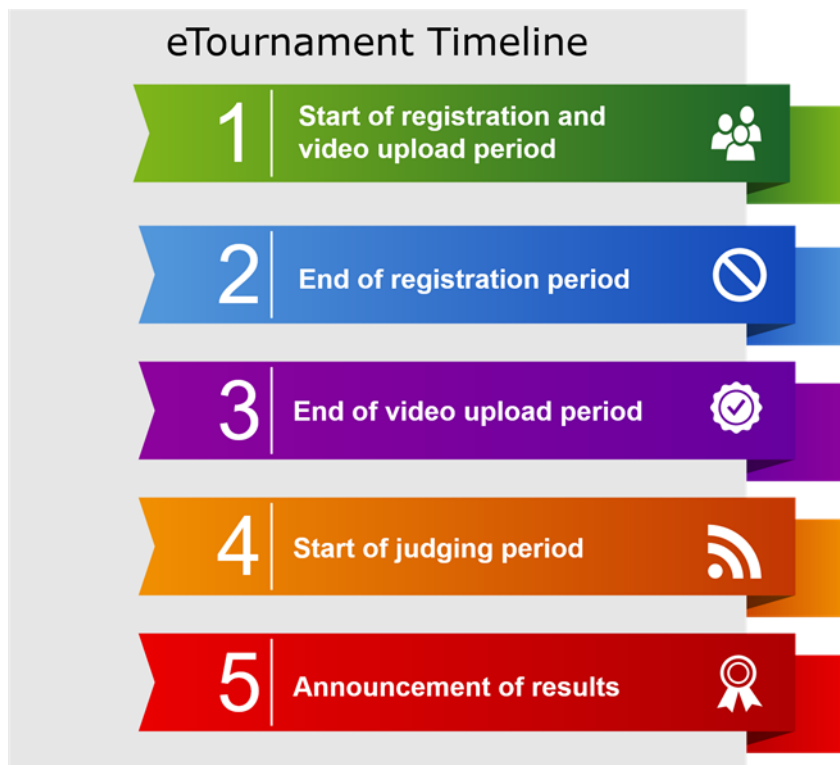 eTournament Timeline
1
Start of registration and
video upload period
2
End of registration period
3
End of video upload period
4
Start of judging period
5
Announcement of results